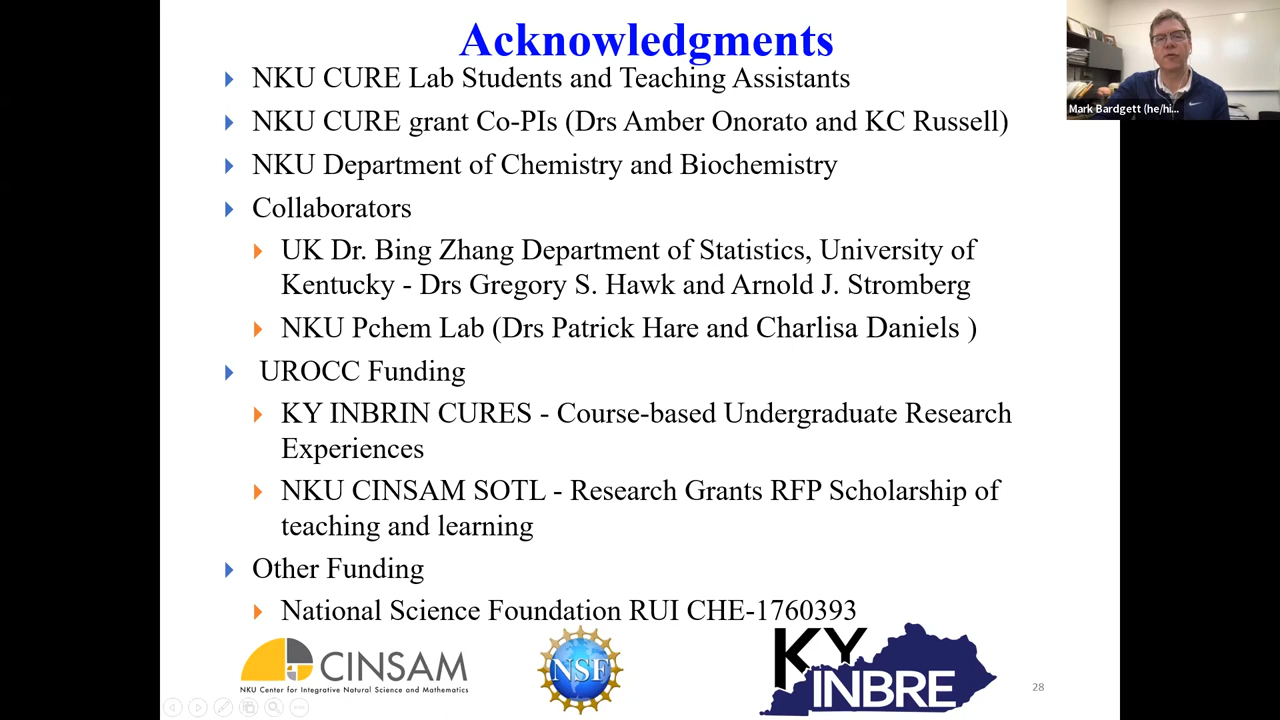 Acknowledgments
NKU CURE Lab Students and Teaching Assistants
NKU CURE grant Co-PIs (Drs Amber Onorato and KC Russell)
NKU Department of Chemistry and Biochemistry
Collaborators
UK Dr. Bing Zhang Department of Statistics, University of
Kentucky - Drs Gregory S. Hawk and Arnold J. Stromberg
NKU Pchem Lab (Drs Patrick Hare and Charlisa Daniels )
UROCC Funding
KY INBRIN CURES - Course-based Undergraduate Research
Experiences
NKU CINSAM SOTL - Research Grants RFP Scholarship of
teaching and learning
Other Funding
National Science Foundation RUI CHE-1760393
CINSAM
NKU Center for Integrative Natural Science and Mathematics
NSF
KY
INBRE
28
Mark Bardgett (he/hi...